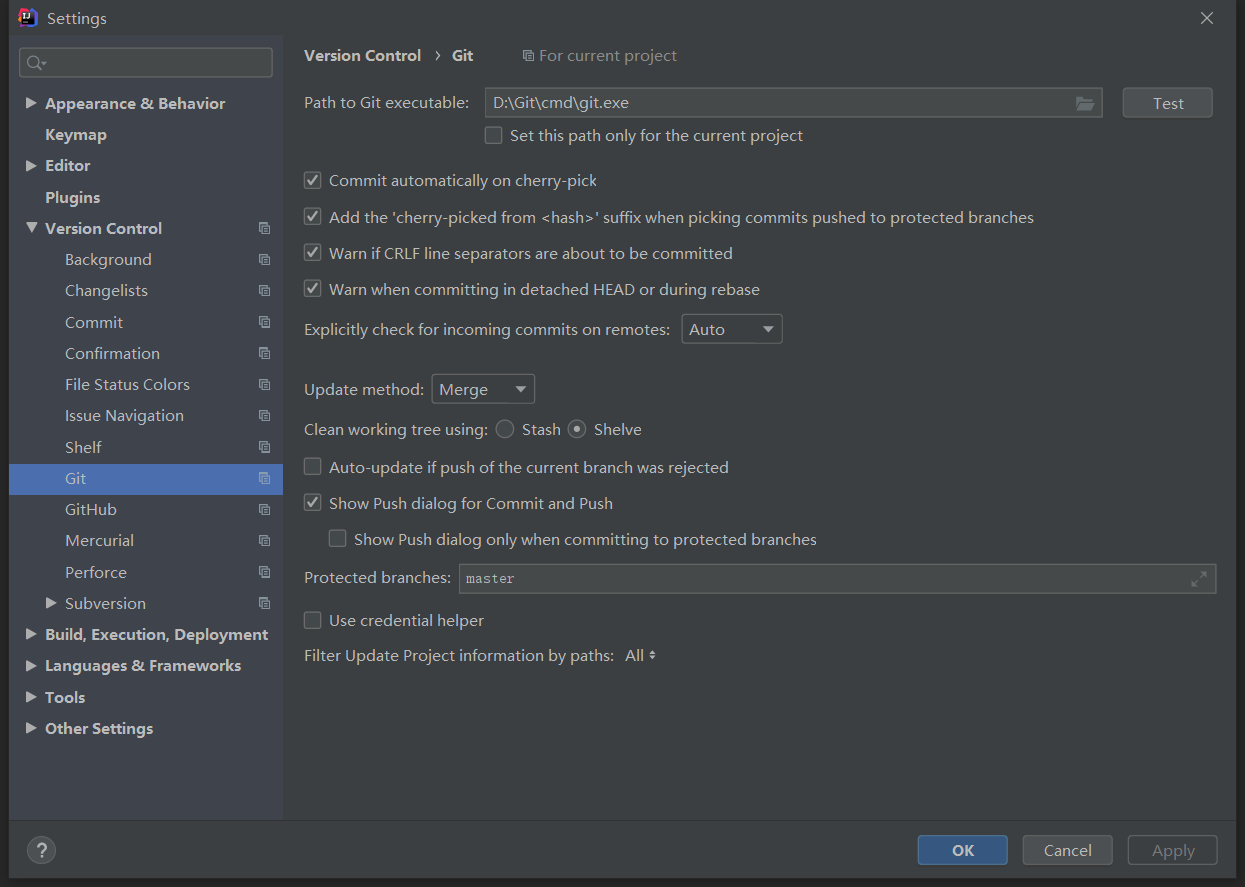 Settings
Appearance & Behavior
Keymap
Editor
Plugins
Version Control
Background
Changelists
Commit
Confirmation
File Status Colors
Issue Navigation
Shelf
Git
GitHub
Mercurial
Perforce
Subversion
Build, Execution, Deployment
Languages & Frameworks
Tools
Other Settings
Version Control › Git For current project
Path to Git executable: D:\Git\cmd\git.exe Test
Set this path only for the current project
Commit automatically on cherry-pick
Add the 'cherry-picked from <hash>' suffix when picking commits pushed to protected branches
Warn if CRLF line separators are about to be committed
Warn when committing in detached HEAD or during rebase
Explicitly check for incoming commits on remotes: Auto
Update method: Merge
Clean working tree using: Stash Shelve
Auto-update if push of the current branch was rejected
Show Push dialog for Commit and Push
Show Push dialog only when committing to protected branches
Protected branches: master
Use credential helper
Filter Update Project information by paths: All
? OK Cancel Apply